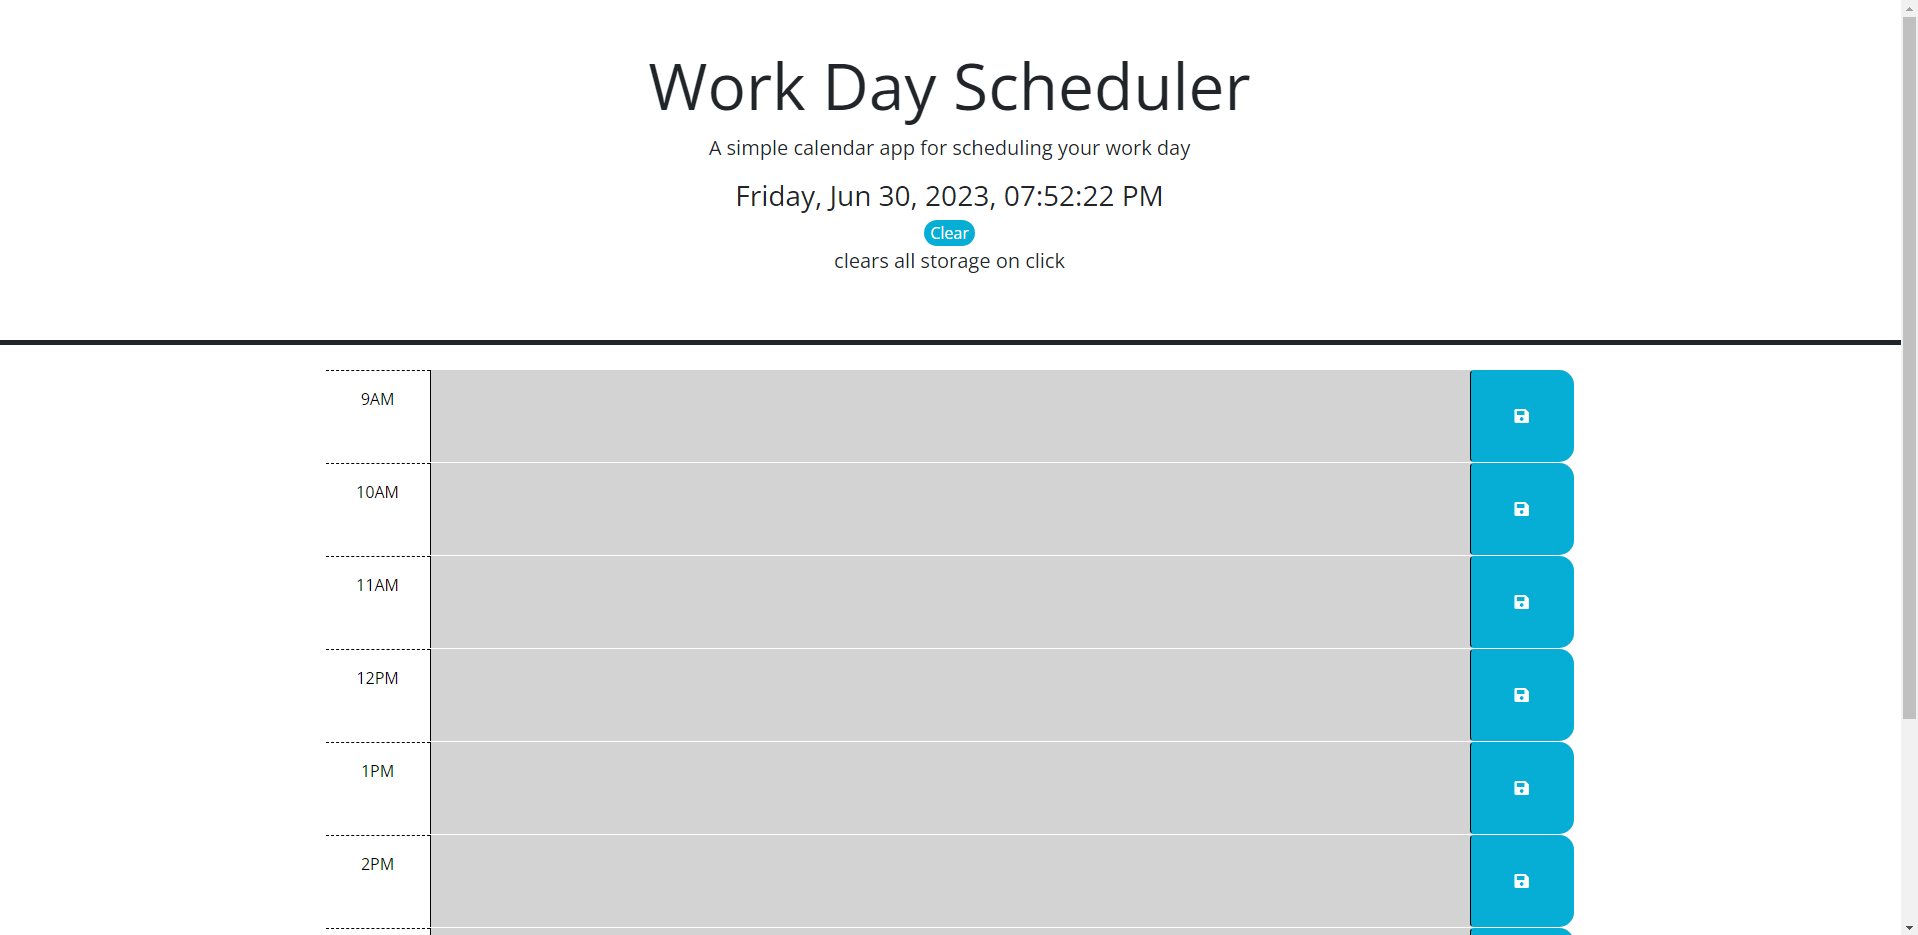 Work Day Scheduler
A simple calendar app for scheduling your work day
Friday, Jun 30, 2023, 07:52:22 PM
Clear
clears all storage on click
9AM
10AM
11AM
12PM
1PM
2PM